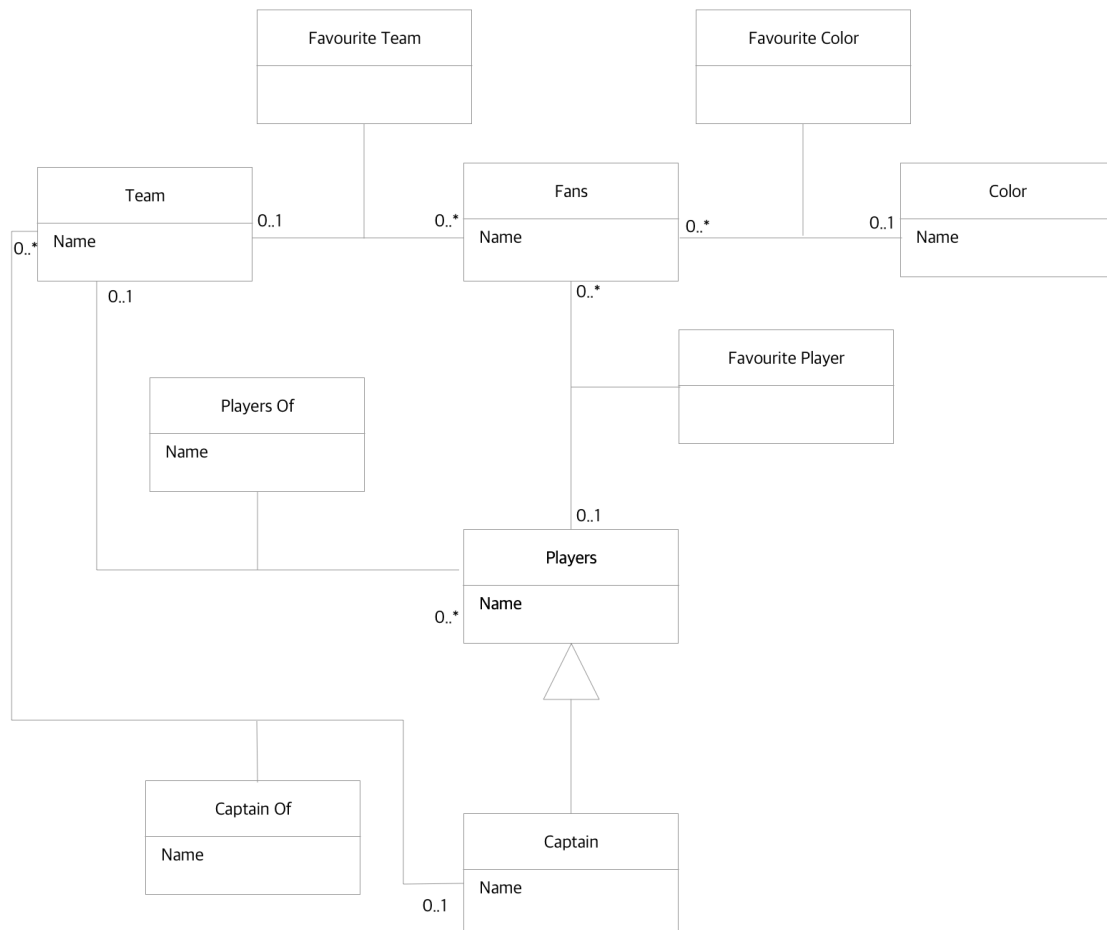 Favourite Team
Favourite Color
Team
Name
Fans
Name
Color
Name
0..1
0..*
0..*
0..1
0..*
0..1
0..*
Favourite Player
Players Of
Name
0..1
Players
Name
0..*
Captain Of
Name
Captain
Name
0..1